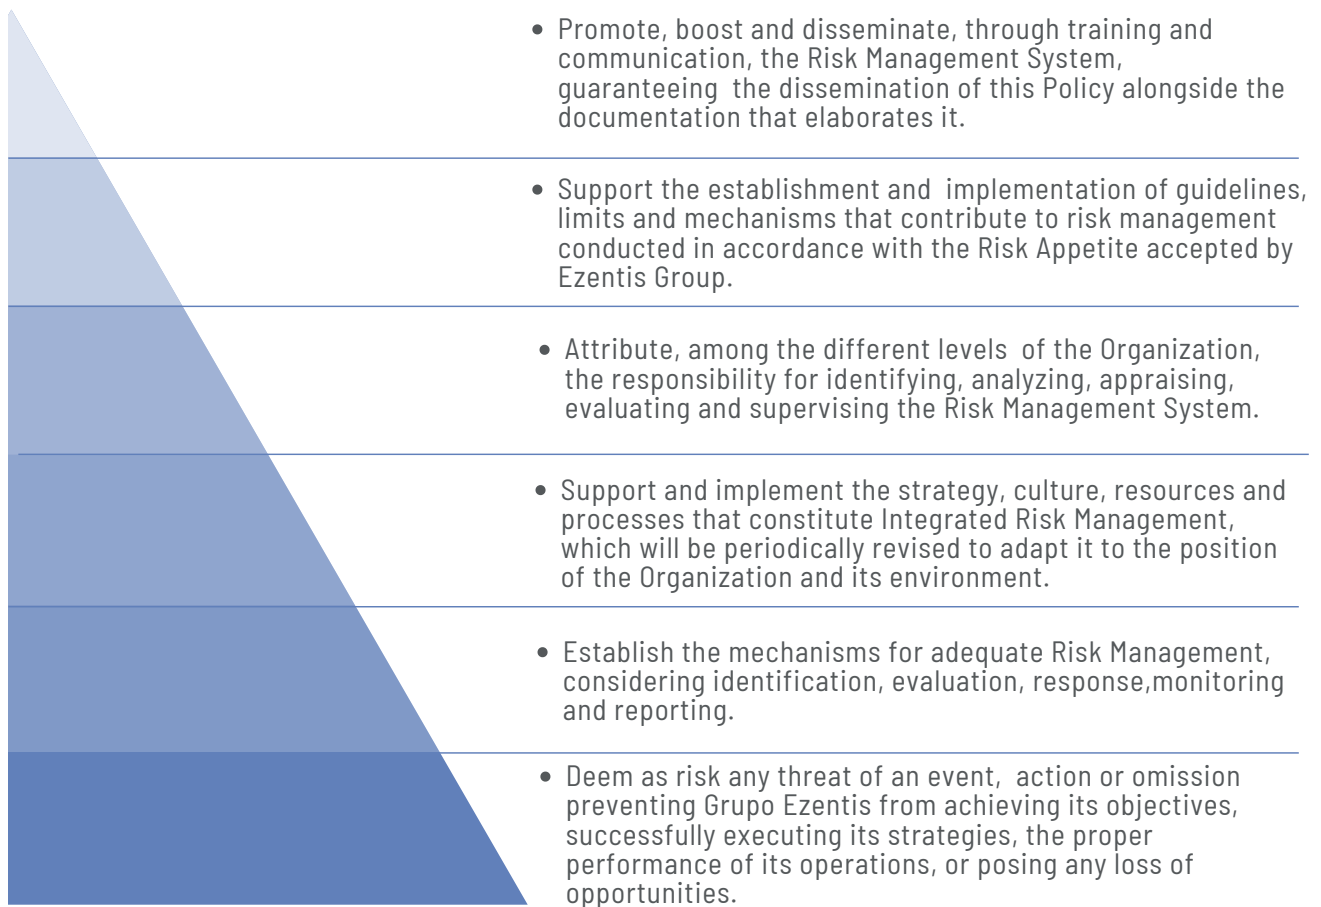 • Promote, boost and disseminate, through training and
communication, the Risk Management System,
guaranteeing  the dissemination of this Policy alongside the
documentation that elaborates it.
• Support the establishment and  implementation of guidelines,
limits and mechanisms that contribute to risk management
conducted in accordance with the Risk Appetite accepted by
Ezentis Group.
• Attribute, among the different levels  of the Organization,
the responsibility for identifying, analyzing, appraising,
evaluating and supervising the Risk Management System.
• Support and implement the strategy, culture, resources and
processes that constitute Integrated Risk Management,
which will be periodically revised to adapt it to the position
of the Organization and its environment.
• Establish the mechanisms for adequate Risk Management,
considering identification, evaluation, response,monitoring
and reporting.
• Deem as risk any threat of an event,  action or omission
preventing Grupo Ezentis from achieving its objectives,
successfully executing its strategies, the proper
performance of its operations, or posing any loss of
opportunities.